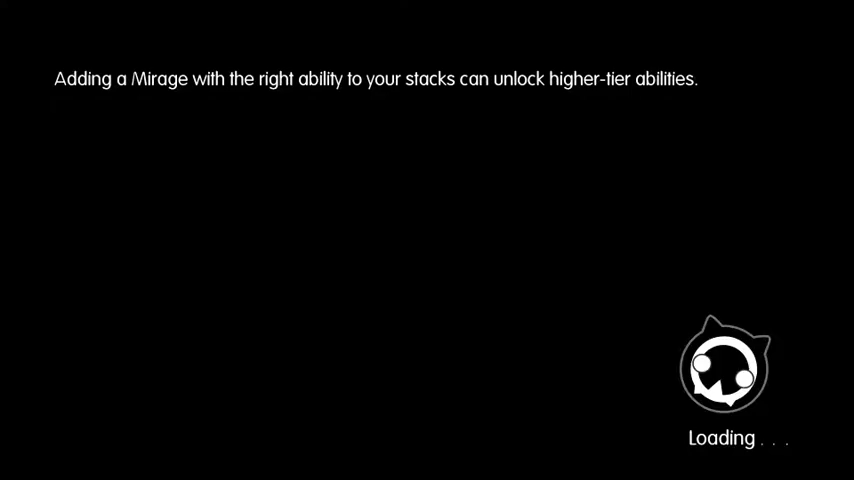 Adding a Mirage with the right ability to your stacks can unlock higher-tier abilities.
Loading . . .